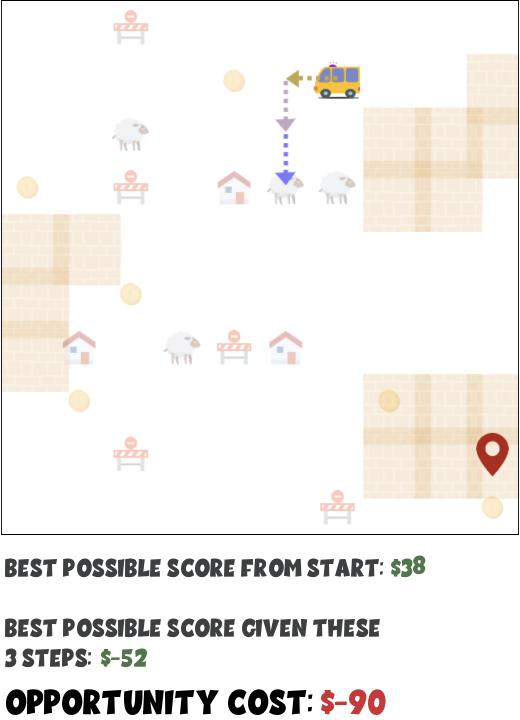 BEST POSSIBLE SCORE FROM START: $38
BEST POSSIBLE SCORE GIVEN THESE
3 STEPS: $-52
OPPORTUNITY COST: $-90